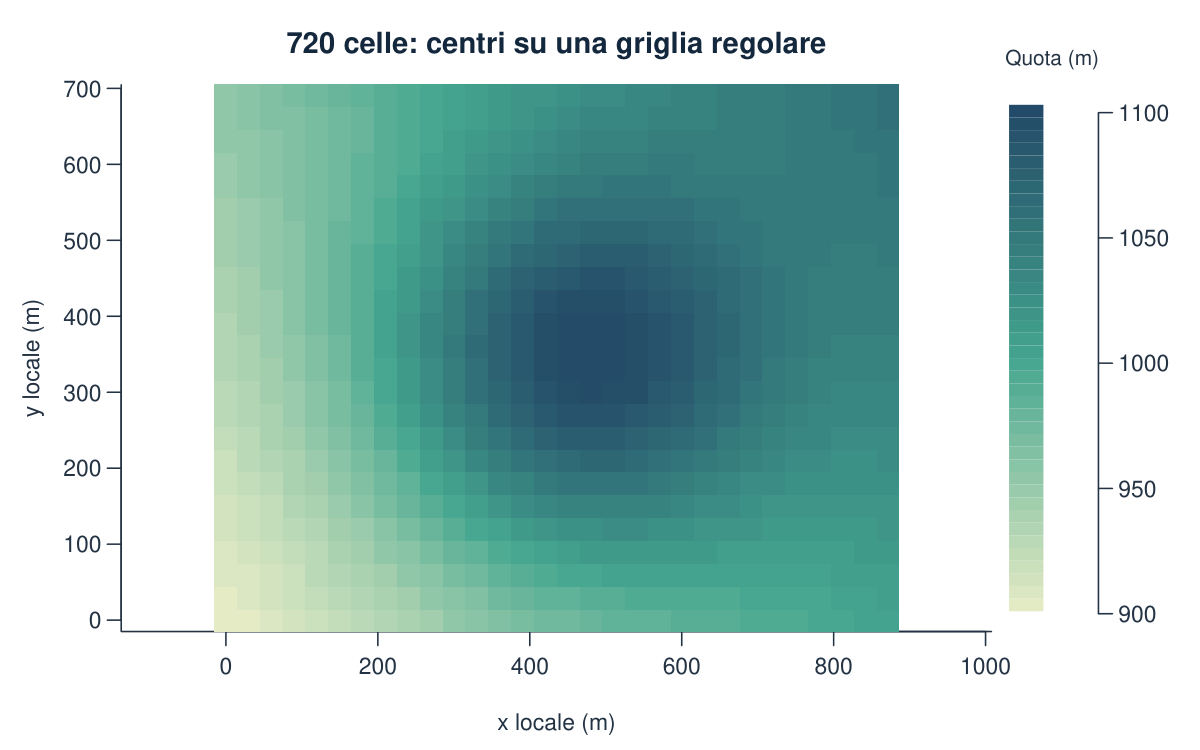 720 celle: centri su una griglia regolare
Quota (m)
1100
1050
1000
950
900
y locale (m)
700
600
500
400
300
200
100
0
0 200 400 600 800 1000
x locale (m)